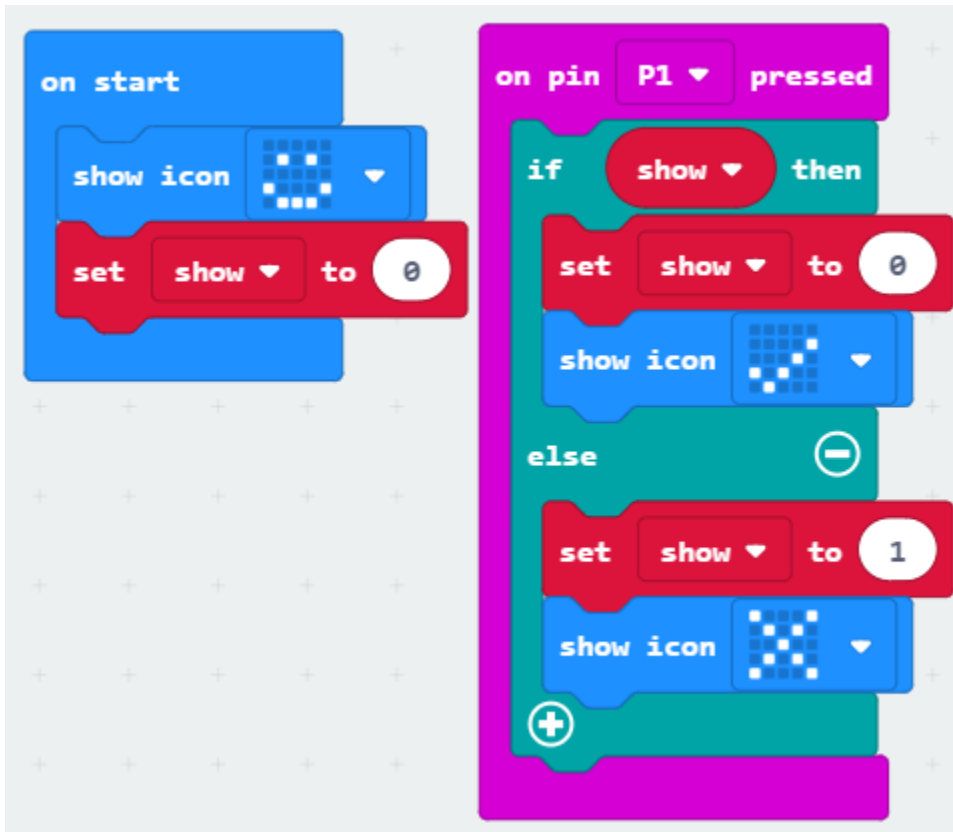 on start
show icon
set show to 0
on pin P1 pressed
if show then
set show to 0
show icon
else
set show to 1
show icon